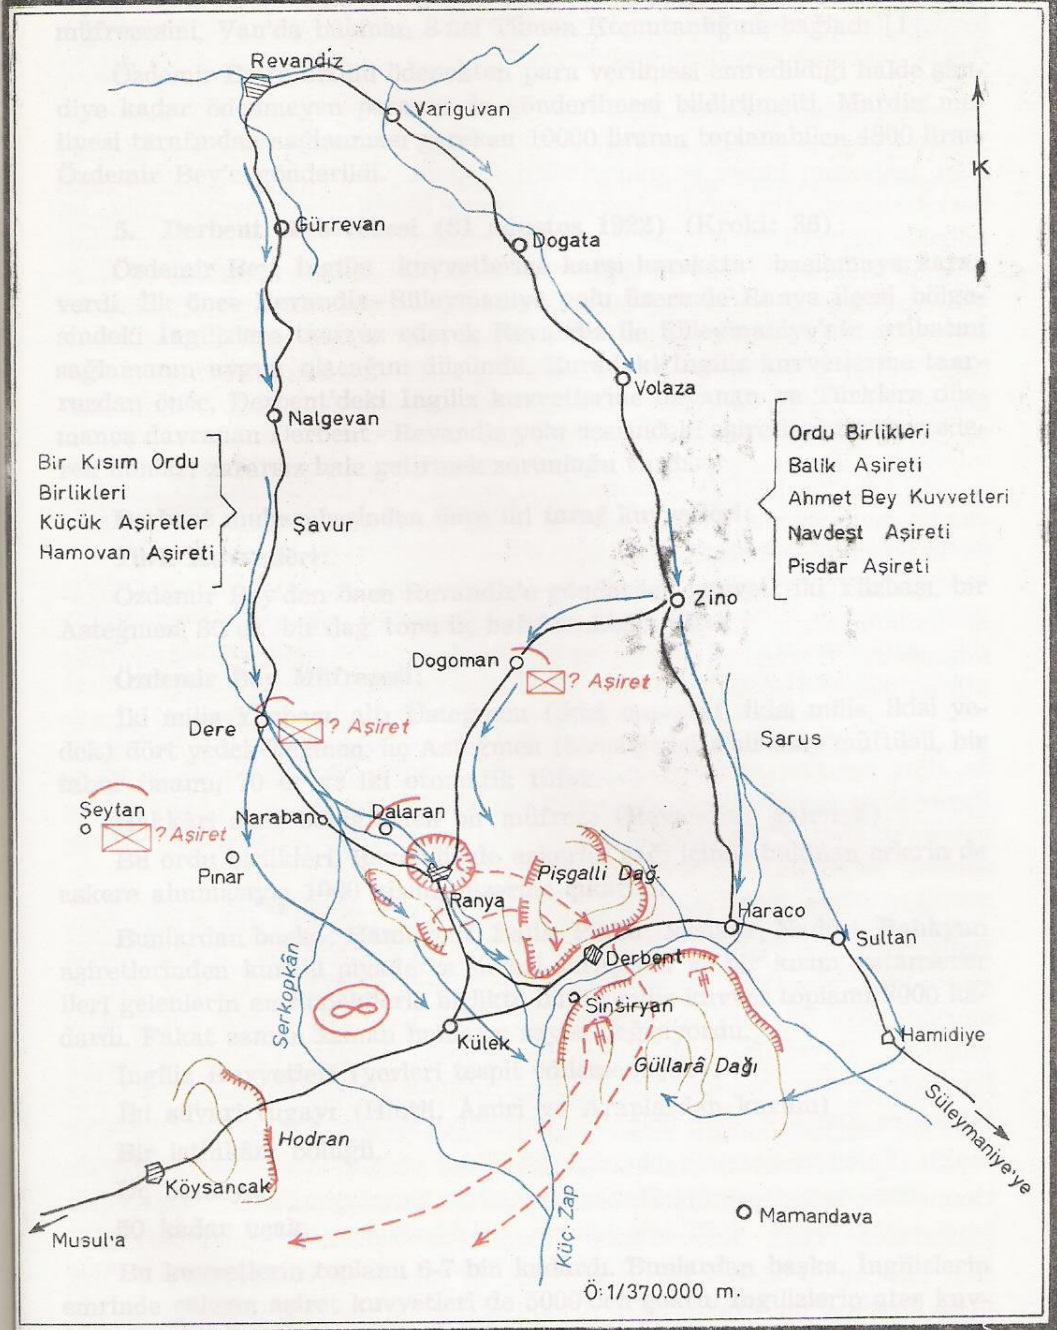 Revandiz
Variguvan
K
Gürrevan
Dogata
Volaza
Nalgevan
Ordu Birlikleri
Balik Aşireti
Ahmet Bey Kuvvetleri
Navdeşt Aşireti
Pişdar Aşireti
Bir Kısım Ordu
Birlikleri
Küçük Aşiretler
Hamovan Aşireti
Şavur
Zino
Dogoman
? Aşiret
Dere
? Aşiret
Sarus
Şeytan
? Aşiret
Narabano
Dalaran
Pınar
Ranya
Pişgalli Dağ.
Haraco
Sultan
Derbent
Serkopkân
Sinsiryan
Külek
Hamidiye
Güllarâ Dağı
Süleymaniye'ye
Hodran
Köysancak
Musul'a
Küç. Zap
Mamandava
Ö:1/370.000 m.